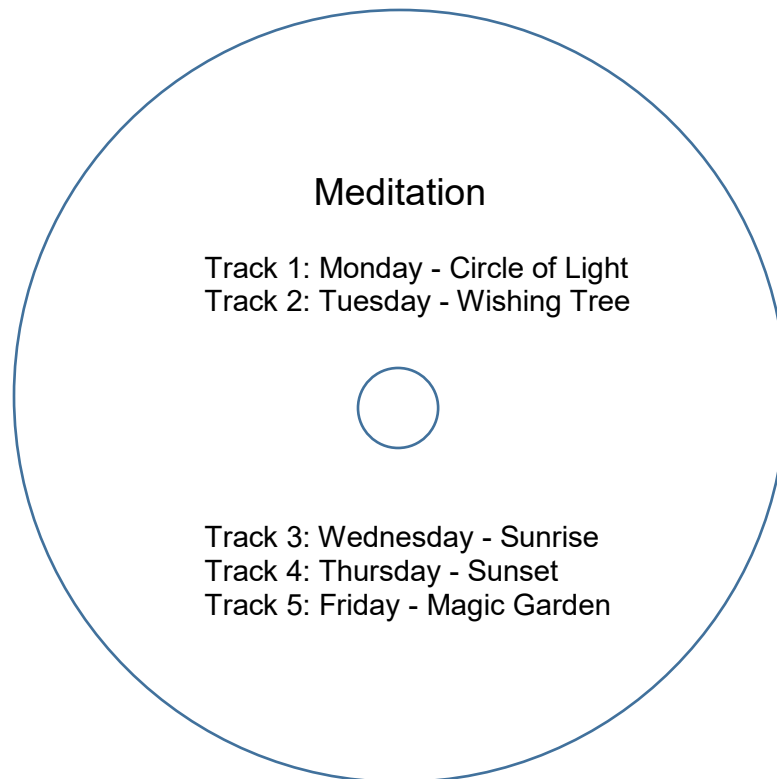 Meditation
Track 1: Monday - Circle of Light
Track 2: Tuesday - Wishing Tree
Track 3: Wednesday - Sunrise
Track 4: Thursday - Sunset
Track 5: Friday - Magic Garden